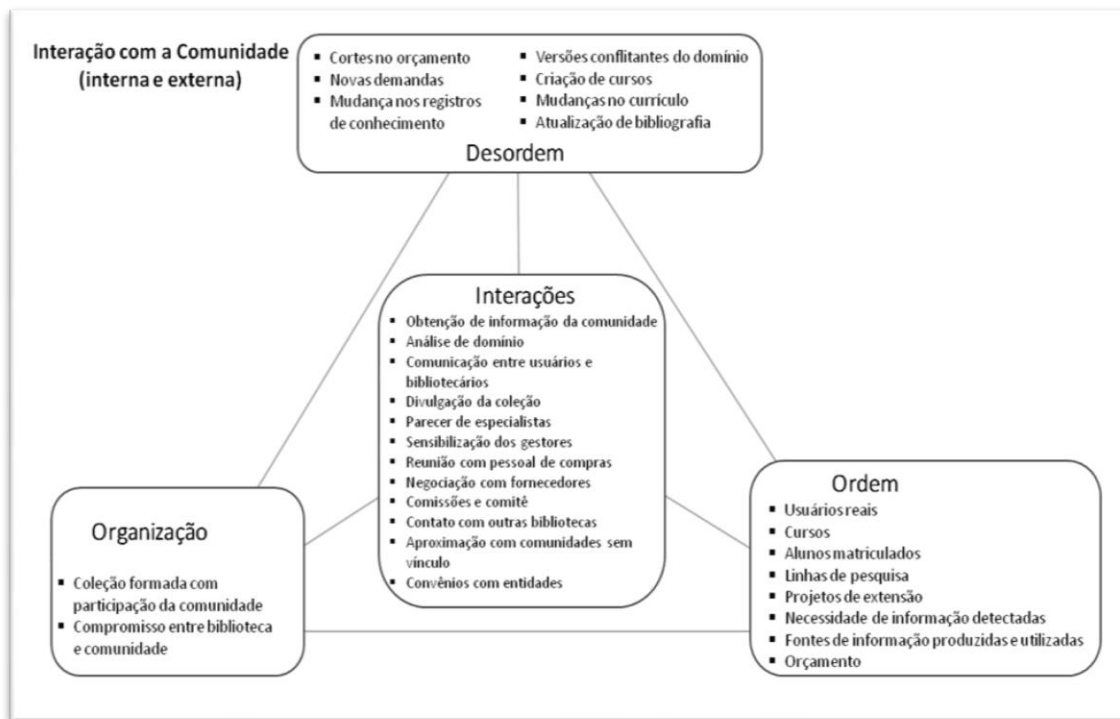 Interação com a Comunidade
(interna e externa)
▪ Cortes no orçamento
▪ Novas demandas
▪ Mudança nos registros
de conhecimento
▪ Versões conflitantes do domínio
▪ Criação de cursos
▪ Mudanças no currículo
▪ Atualização de bibliografia
Desordem
Interações
▪ Obtenção de informação da comunidade
▪ Análise de domínio
▪ Comunicação entre usuários e
bibliotecários
▪ Divulgação da coleção
▪ Parecer de especialistas
▪ Sensibilização dos gestores
▪ Reunião com pessoal de compras
▪ Negociação com fornecedores
▪ Comissões e comitê
▪ Contato com outras bibliotecas
▪ Aproximação com comunidades sem
vínculo
▪ Convênios com entidades
Organização
▪ Coleção formada com
participação da comunidade
▪ Compromisso entre biblioteca
e comunidade
Ordem
▪ Usuários reais
▪ Cursos
▪ Alunos matriculados
▪ Linhas de pesquisa
▪ Projetos de extensão
▪ Necessidade de informação detectadas
▪ Fontes de informação produzidas e utilizadas
▪ Orçamento